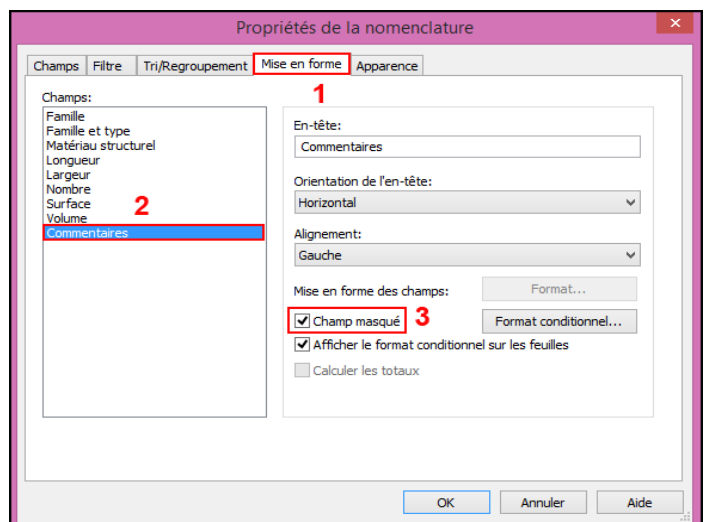 Propriétés de la nomenclature
Champs Filtre Tri/Regroupement Mise en forme Apparence
1
Champs:
Famille
Famille et type
Matériau structurel
Longueur
Largeur
Nombre
Surface
Volume
Commentaires
2
En-tête:
Commentaires
Orientation de l'en-tête:
Horizontal
Alignement:
Gauche
Mise en forme des champs: Format...
Champ masqué 3 Format conditionnel...
Afficher le format conditionnel sur les feuilles
Calculer les totaux
OK Annuler Aide